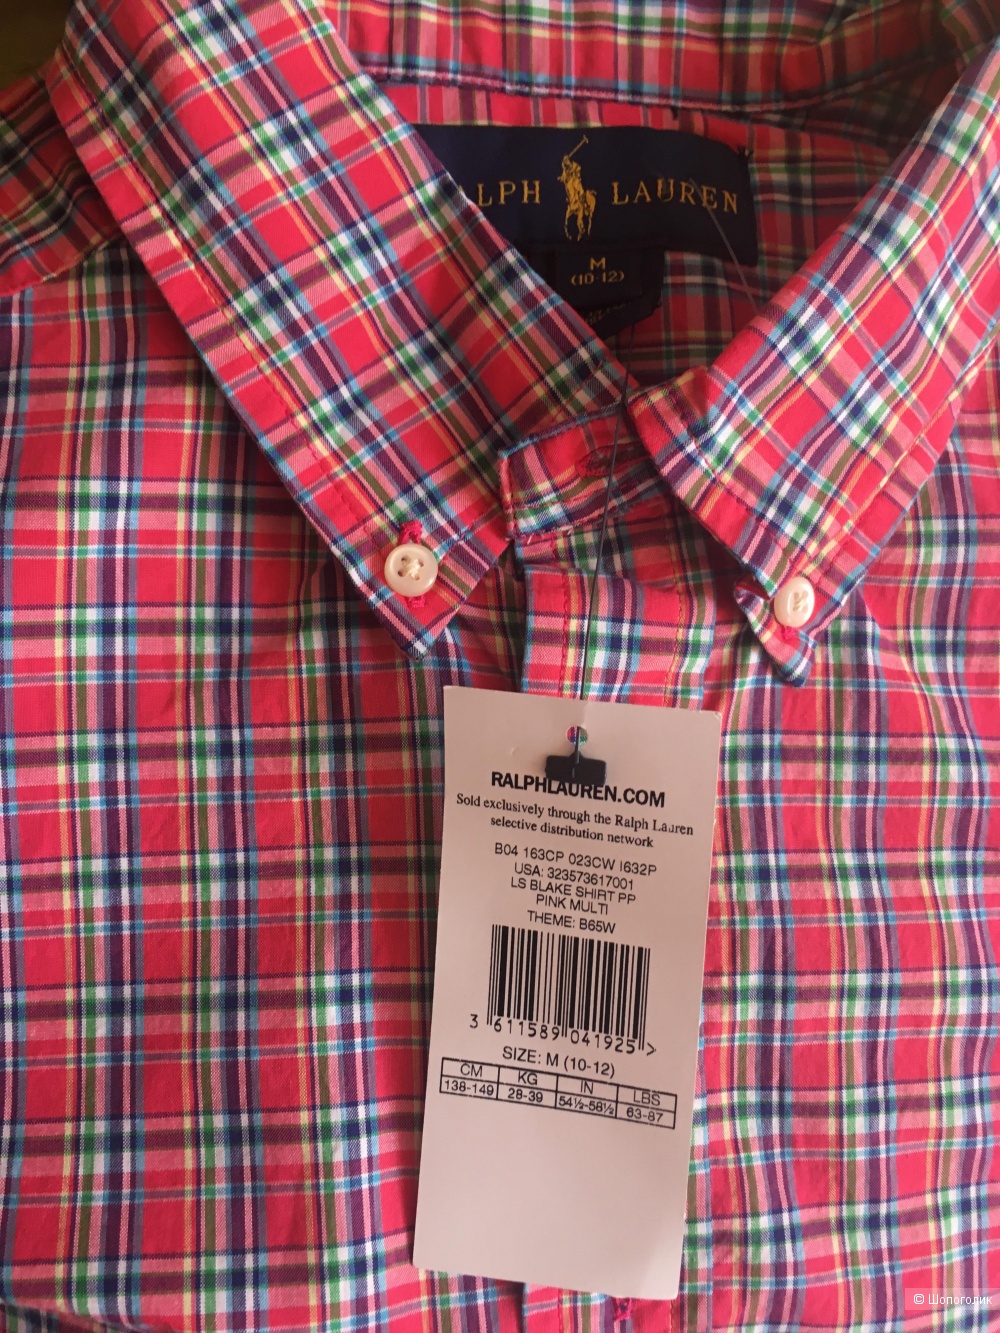 ALPH LAUREN
M
(10-12)
RALPHLAUREN.COM
Sold exclusively through the Ralph Lauren
selective distribution network
B04 163CP 023CW I632P
USA: 323573617001
LS BLAKE SHIRT PP
PINK MULTI
THEME: B65W
3 611589 041925 >
SIZE: M (10-12)
CM KG IN LBS
138-149 28-39 54½-58½ 63-87
© Шопоголик